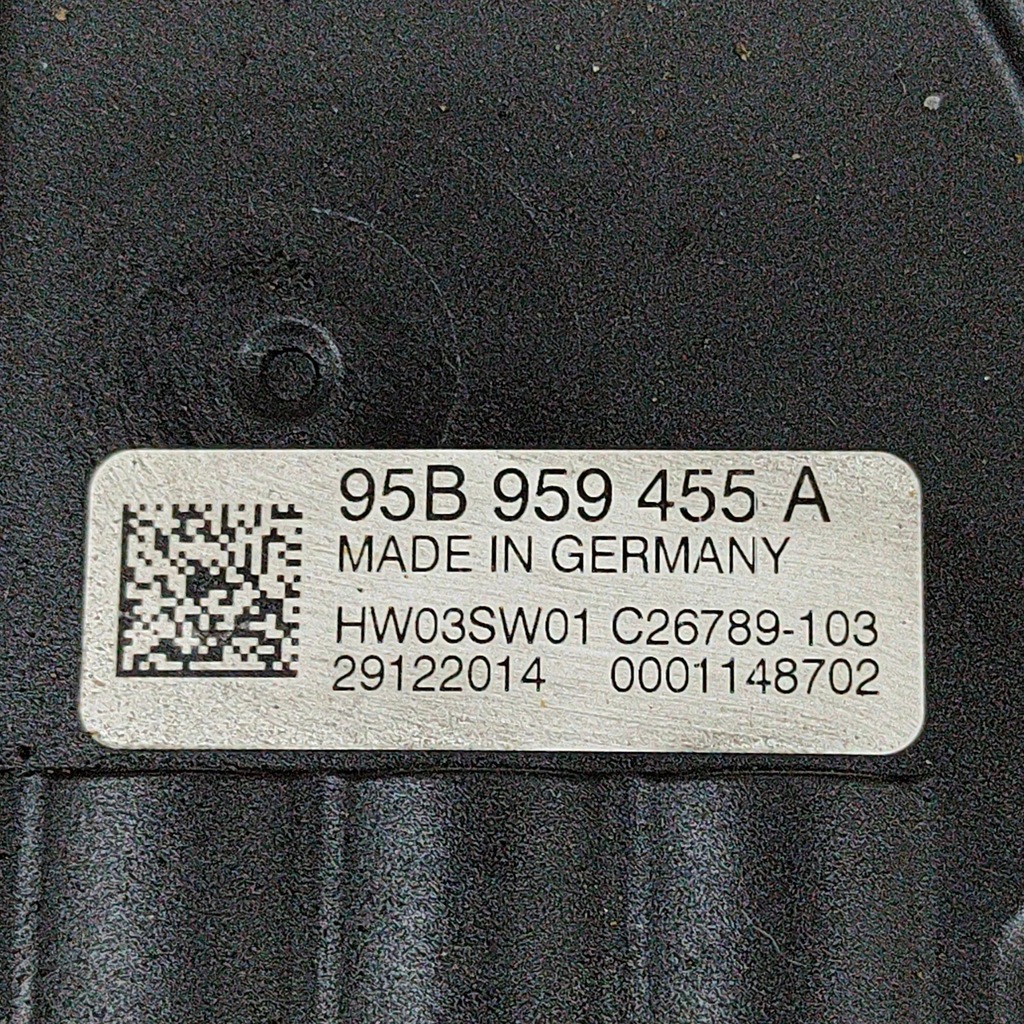 95B 959 455 A
MADE IN GERMANY
HW03SW01 C26789-103
29122014 0001148702